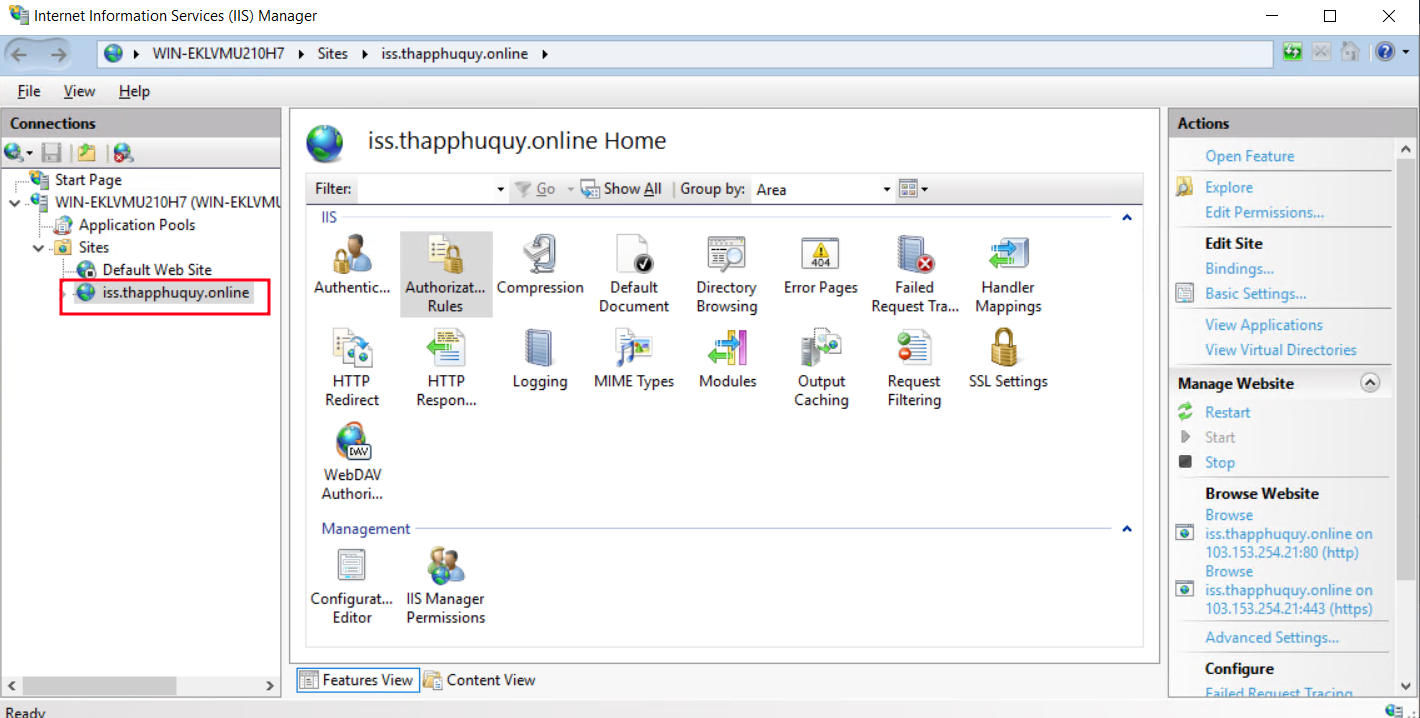 Internet Information Services (IIS) Manager
WIN-EKLVMU210H7 Sites iss.thapphuquy.online
File View Help
Connections
Start Page
WIN-EKLVMU210H7 (WIN-EKLVMU
Application Pools
Sites
Default Web Site
iss.thapphuquy.online
iss.thapphuquy.online Home
Filter: Go Show All Group by: Area
IIS
Authentic...
Authorizat... Rules
Compression
Default Document
Directory Browsing
Error Pages
404
Failed Request Tra...
Handler Mappings
HTTP Redirect
HTTP Respon...
Logging
MIME Types
Modules
Output Caching
Request Filtering
SSL Settings
DAV
WebDAV Authori...
Management
Configurat... Editor
IIS Manager Permissions
Features View Content View
Actions
Open Feature
Explore
Edit Permissions...
Edit Site
Bindings...
Basic Settings...
View Applications
View Virtual Directories
Manage Website
Restart
Start
Stop
Browse Website
Browse
iss.thapphuquy.online on
103.153.254.21:80 (http)
Browse
iss.thapphuquy.online on
103.153.254.21:443 (https)
Advanced Settings...
Configure
Failed Request Tracing
Ready